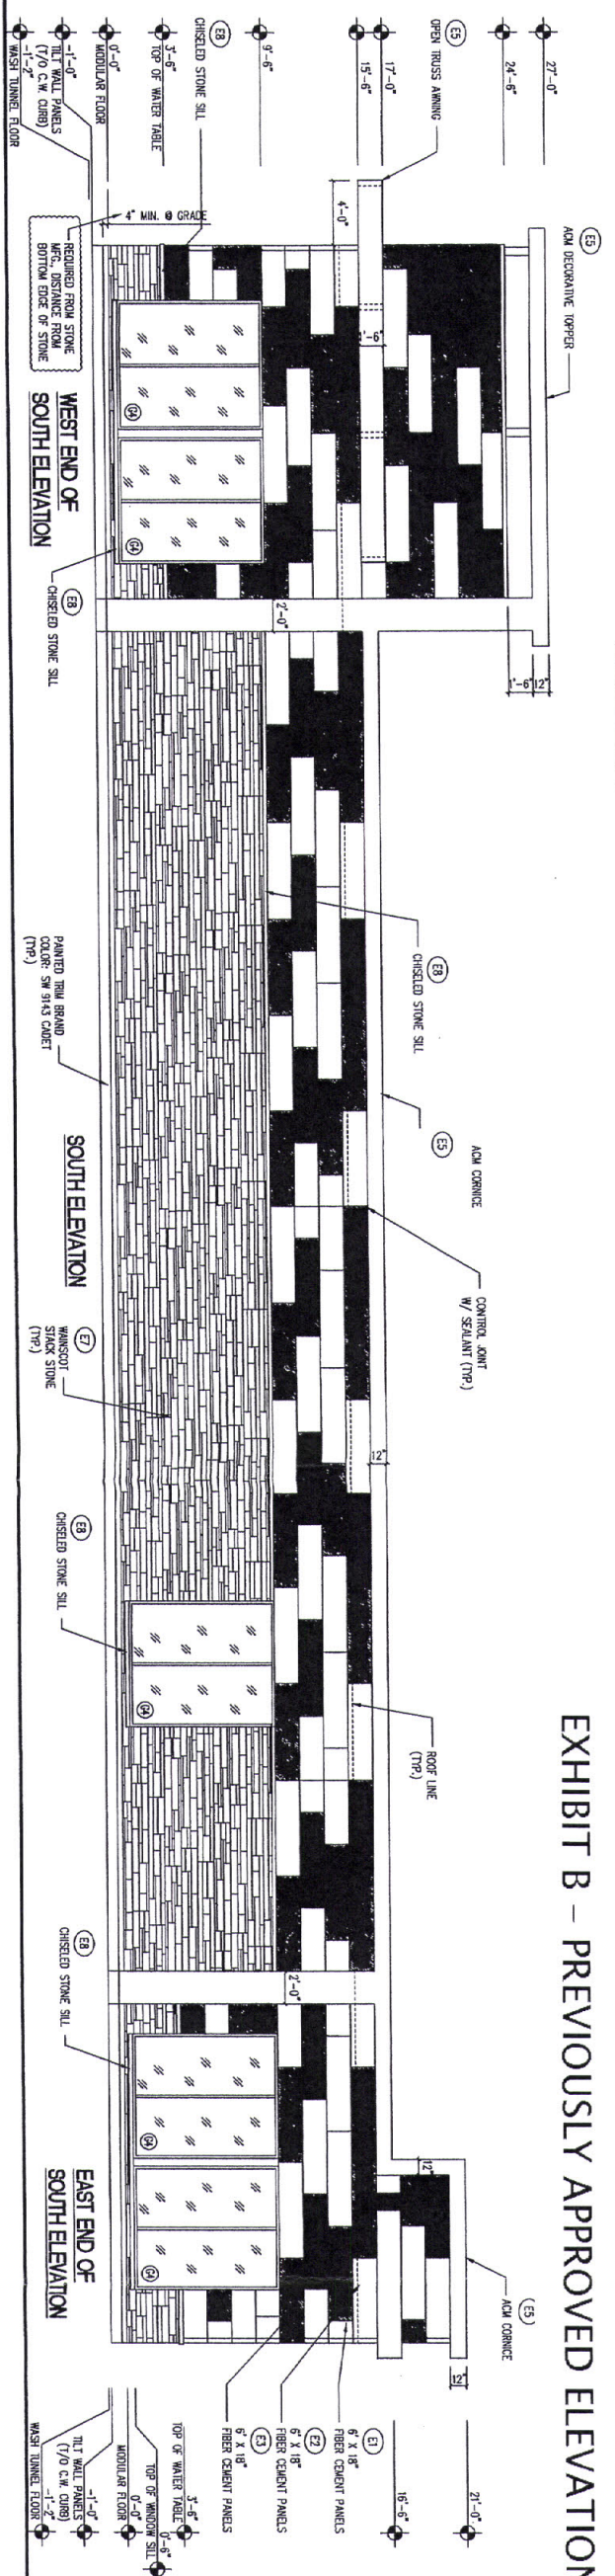 EXHIBIT B – PREVIOUSLY APPROVED ELEVATION
27'-0"
24'-6"
17'-0"
15'-6"
9'-6"
3'-6"
TOP OF WATER TABLE
0'-0"
MODULAR FLOOR
-1'-0"
TILT WALL PANELS
(T/O C.W. CURB)
-1'-2"
WASH TUNNEL FLOOR
E5
ACM DECORATIVE TOPPER
E5
OPEN TRUSS AWNING
E8
CHISELED STONE SILL
4'-0"
1'-6"
4" MIN. @ GRADE
REQUIRED FROM STONE
MFG., DISTANCE FROM
BOTTOM EDGE OF STONE
G4
G4
WEST END OF
SOUTH ELEVATION
E8
CHISELED STONE SILL
2'-0"
1'-6"
12"
E8
CHISELED STONE SILL
ACM CORNICE
E5
CONTROL JOINT
W/ SEALANT (TYP.)
12"
PAINTED TRIM BRAND
COLOR: SW 9143 CADET
(TYP.)
SOUTH ELEVATION
E7
WAINSCOT
STACK STONE
(TYP.)
E8
CHISELED STONE SILL
G4
ROOF LINE
(TYP.)
E8
CHISELED STONE SILL
2'-0"
G4
G4
12"
EAST END OF
SOUTH ELEVATION
E5
ACM CORNICE
12"
E1
6" X 18"
FIBER CEMENT PANELS
E2
6" X 18"
FIBER CEMENT PANELS
E3
6" X 18"
FIBER CEMENT PANELS
21'-0"
16'-6"
3'-6"
TOP OF WATER TABLE
0'-6"
TOP OF WINDOW SILL
0'-0"
MODULAR FLOOR
-1'-0"
TILT WALL PANELS
(T/O C.W. CURB)
-1'-2"
WASH TUNNEL FLOOR